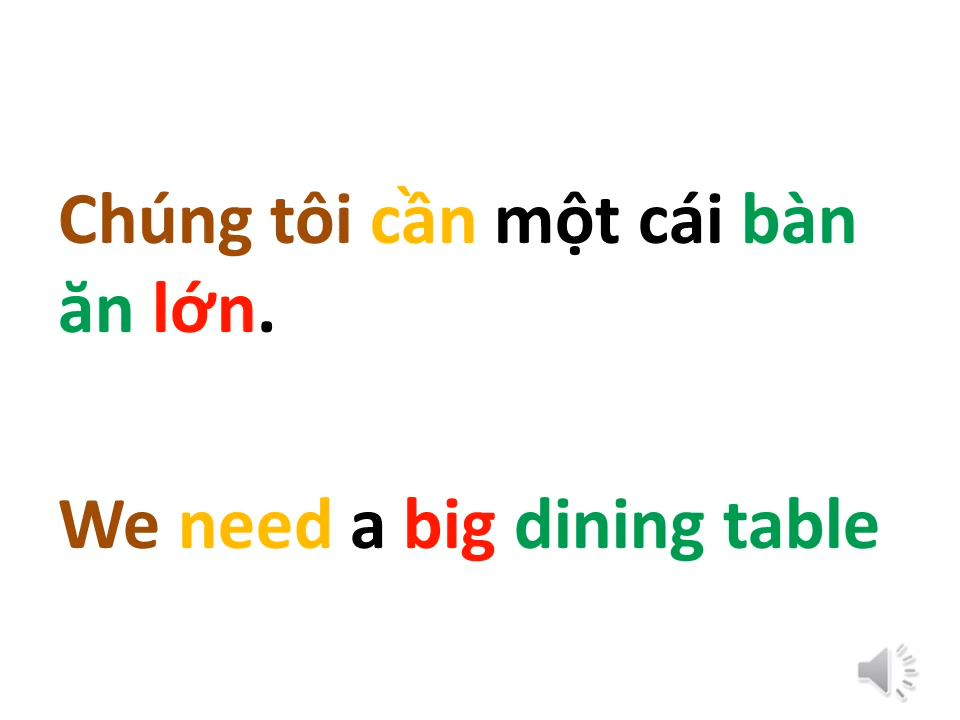 Chúng tôi cần một cái bàn
ăn lớn.
We need a big dining table